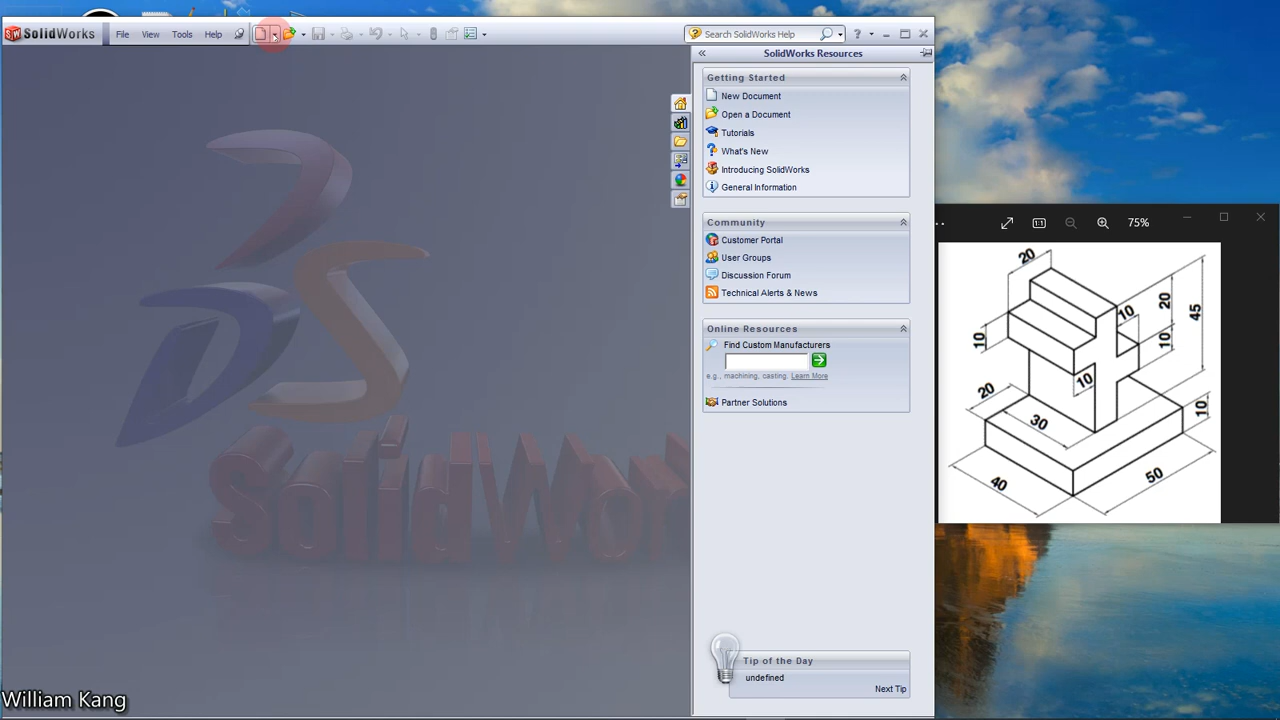 SolidWorks File View Tools Help Search SolidWorks Help
SolidWorks Resources
Getting Started
New Document
Open a Document
Tutorials
What's New
Introducing SolidWorks
General Information
Community
Customer Portal
User Groups
Discussion Forum
Technical Alerts & News
Online Resources
Find Custom Manufacturers
e.g., machining, casting. Learn More
Partner Solutions
Tip of the Day
undefined
Next Tip
SolidWor
William Kang
75%
20
10
20
45
10
10
10
20
30
10
40
50